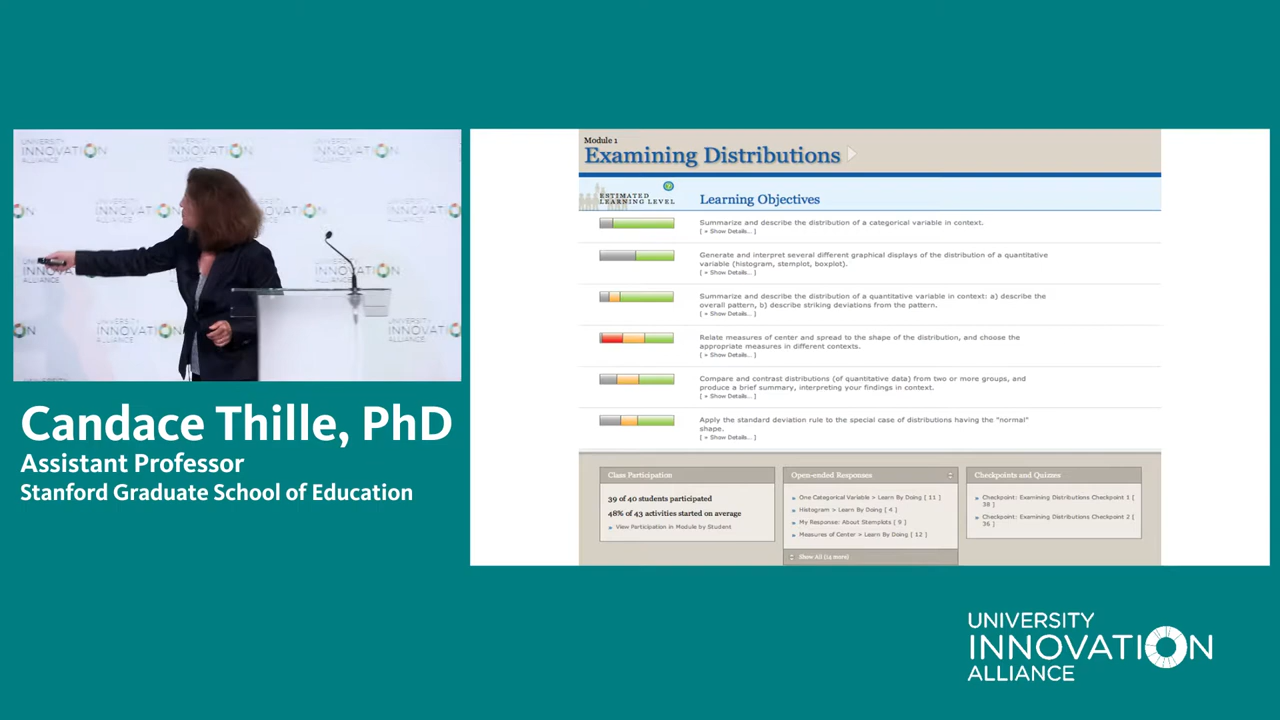 UNIVERSITY
INNOVATION
ALLIANCE
Candace Thille, PhD
Assistant Professor
Stanford Graduate School of Education
Module 1
Examining Distributions
ESTIMATED
LEARNING LEVEL
?
Learning Objectives
Summarize and describe the distribution of a categorical variable in context.
[ + Show Details... ]
Generate and interpret several different graphical displays of the distribution of a quantitative
variable (histogram, stemplot, boxplot).
[ + Show Details... ]
Summarize and describe the distribution of a quantitative variable in context: a) describe the
overall pattern, b) describe striking deviations from the pattern.
[ + Show Details... ]
Relate measures of center and spread to the shape of the distribution, and choose the
appropriate measures in different contexts.
[ + Show Details... ]
Compare and contrast distributions (of quantitative data) from two or more groups, and
produce a brief summary, interpreting your findings in context.
[ + Show Details... ]
Apply the standard deviation rule to the special case of distributions having the "normal"
shape.
[ + Show Details... ]
Class Participation
39 of 40 students participated
48% of 43 activities started on average
» View Participation in Module by Student
Open-ended Responses
» One Categorical Variable > Learn By Doing [ 11 ]
» Histogram > Learn By Doing [ 4 ]
» My Response: About Stemplots [ 9 ]
» Measures of Center > Learn By Doing [ 12 ]
Show All (12 more)
Checkpoints and Quizzes
» Checkpoint: Examining Distributions Checkpoint 1 [
38 ]
» Checkpoint: Examining Distributions Checkpoint 2 [
36 ]
UNIVERSITY
INNOVATION
ALLIANCE